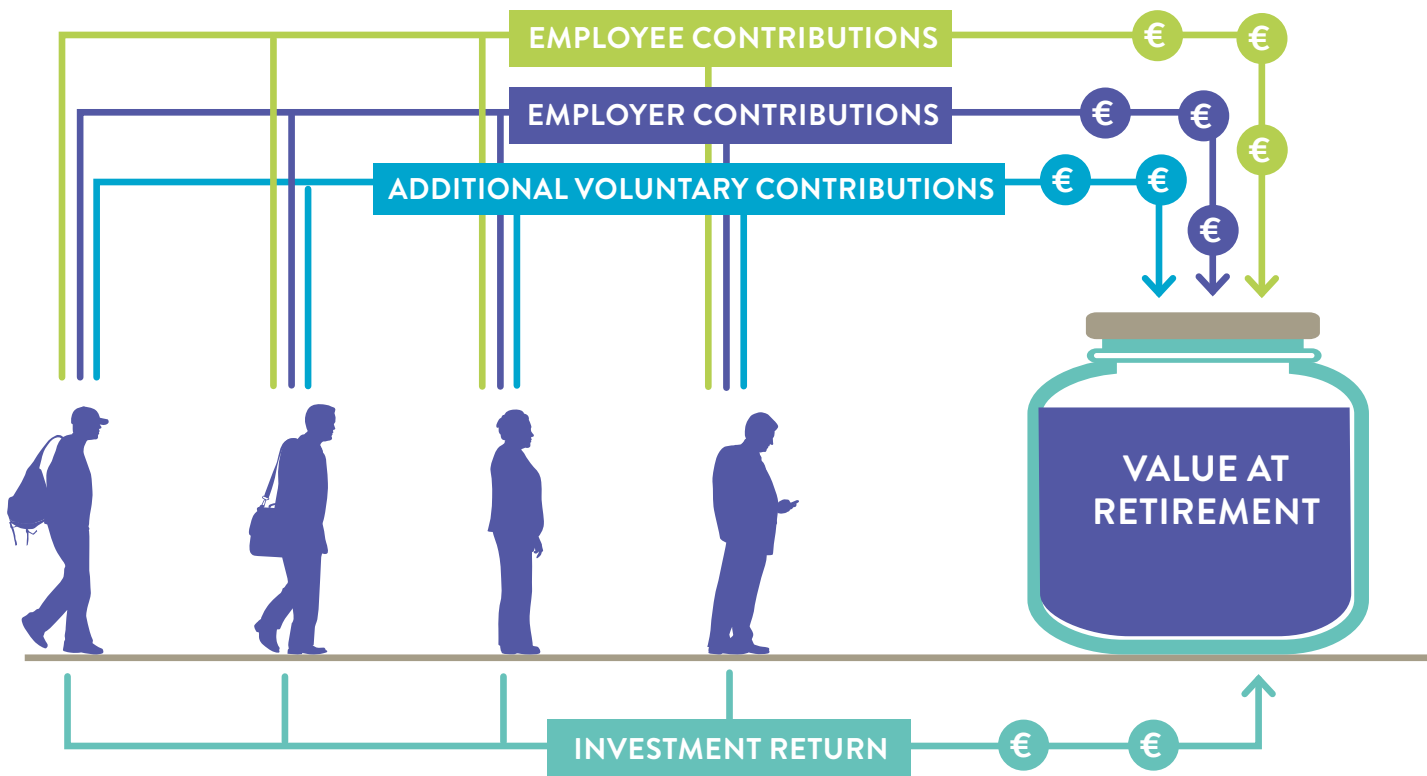 EMPLOYEE CONTRIBUTIONS € €
EMPLOYER CONTRIBUTIONS € €
€
ADDITIONAL VOLUNTARY CONTRIBUTIONS € €
€
VALUE AT
RETIREMENT
INVESTMENT RETURN € €